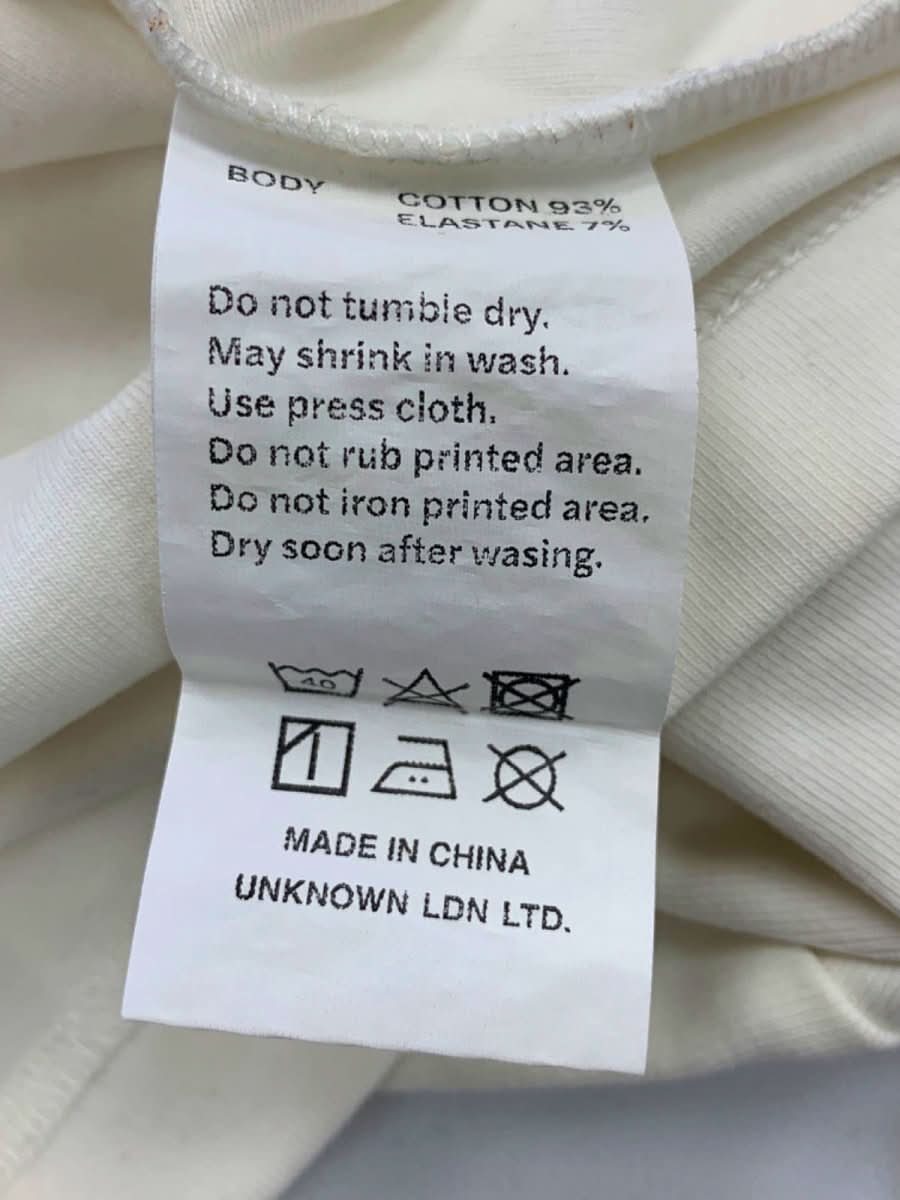 BODY COTTON 93%
ELASTANE 7%
Do not tumble dry.
May shrink in wash.
Use press cloth.
Do not rub printed area.
Do not iron printed area.
Dry soon after wasing.
40
MADE IN CHINA
UNKNOWN LDN LTD.